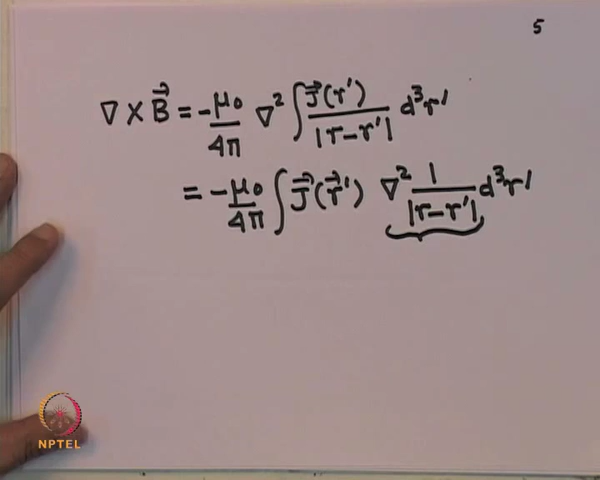 5
∇ × B⃗ = -μ₀/4π ∇² ∫ J⃗(r')/|r-r'| d³r'
= -μ₀/4π ∫ J⃗(r⃗') ∇² 1/|r-r'| d³r'
NPTEL